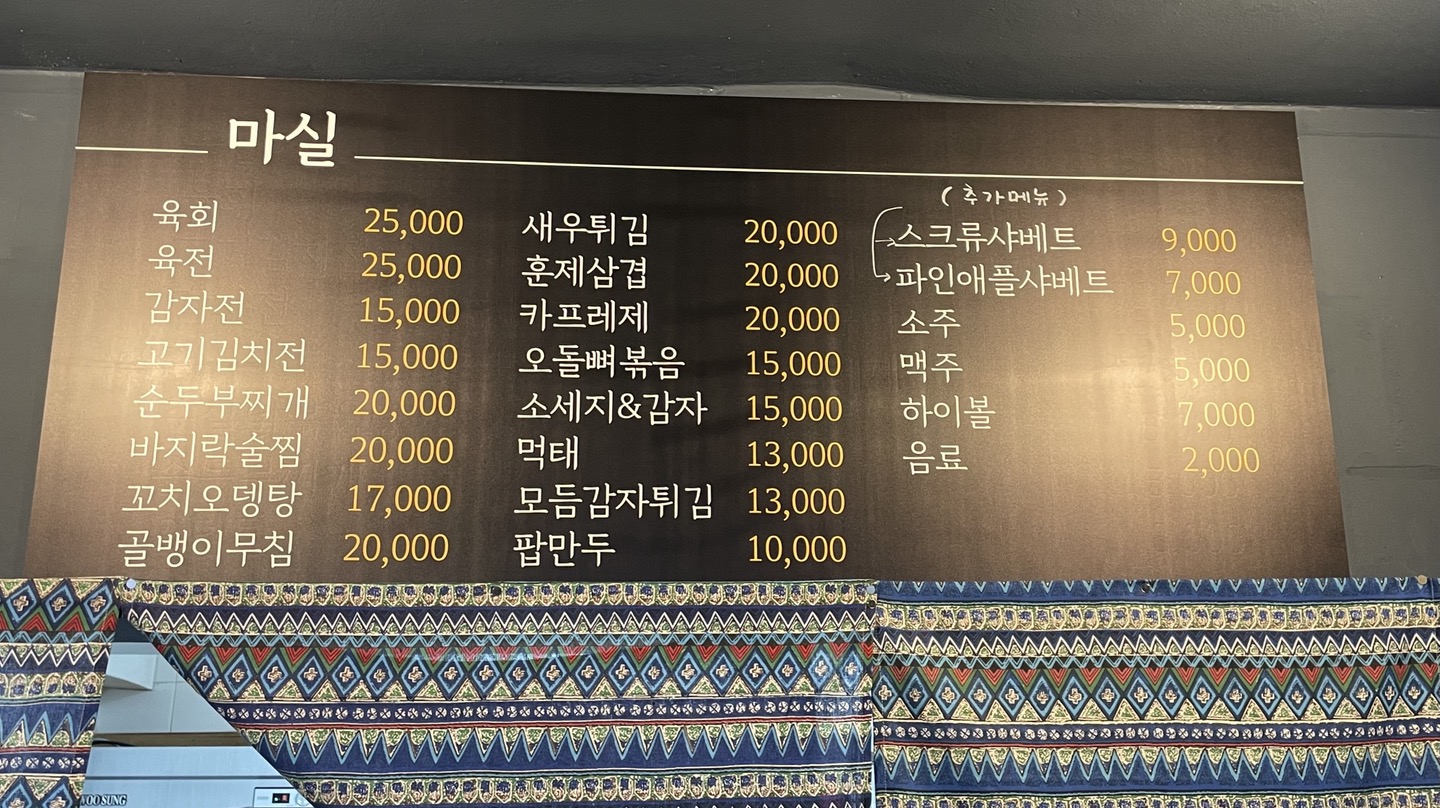 마실
육회 25,000
육전 25,000
감자전 15,000
고기김치전 15,000
순두부찌개 20,000
바지락술찜 20,000
꼬치오뎅탕 17,000
골뱅이무침 20,000
새우튀김 20,000
훈제삼겹 20,000
카프레제 20,000
오돌뼈볶음 15,000
소세지&감자 15,000
먹태 13,000
모듬감자튀김 13,000
팝만두 10,000
(추가메뉴)
스크류샤베트 9,000
파인애플샤베트 7,000
소주 5,000
맥주 5,000
하이볼 7,000
음료 2,000
WOOSUNG